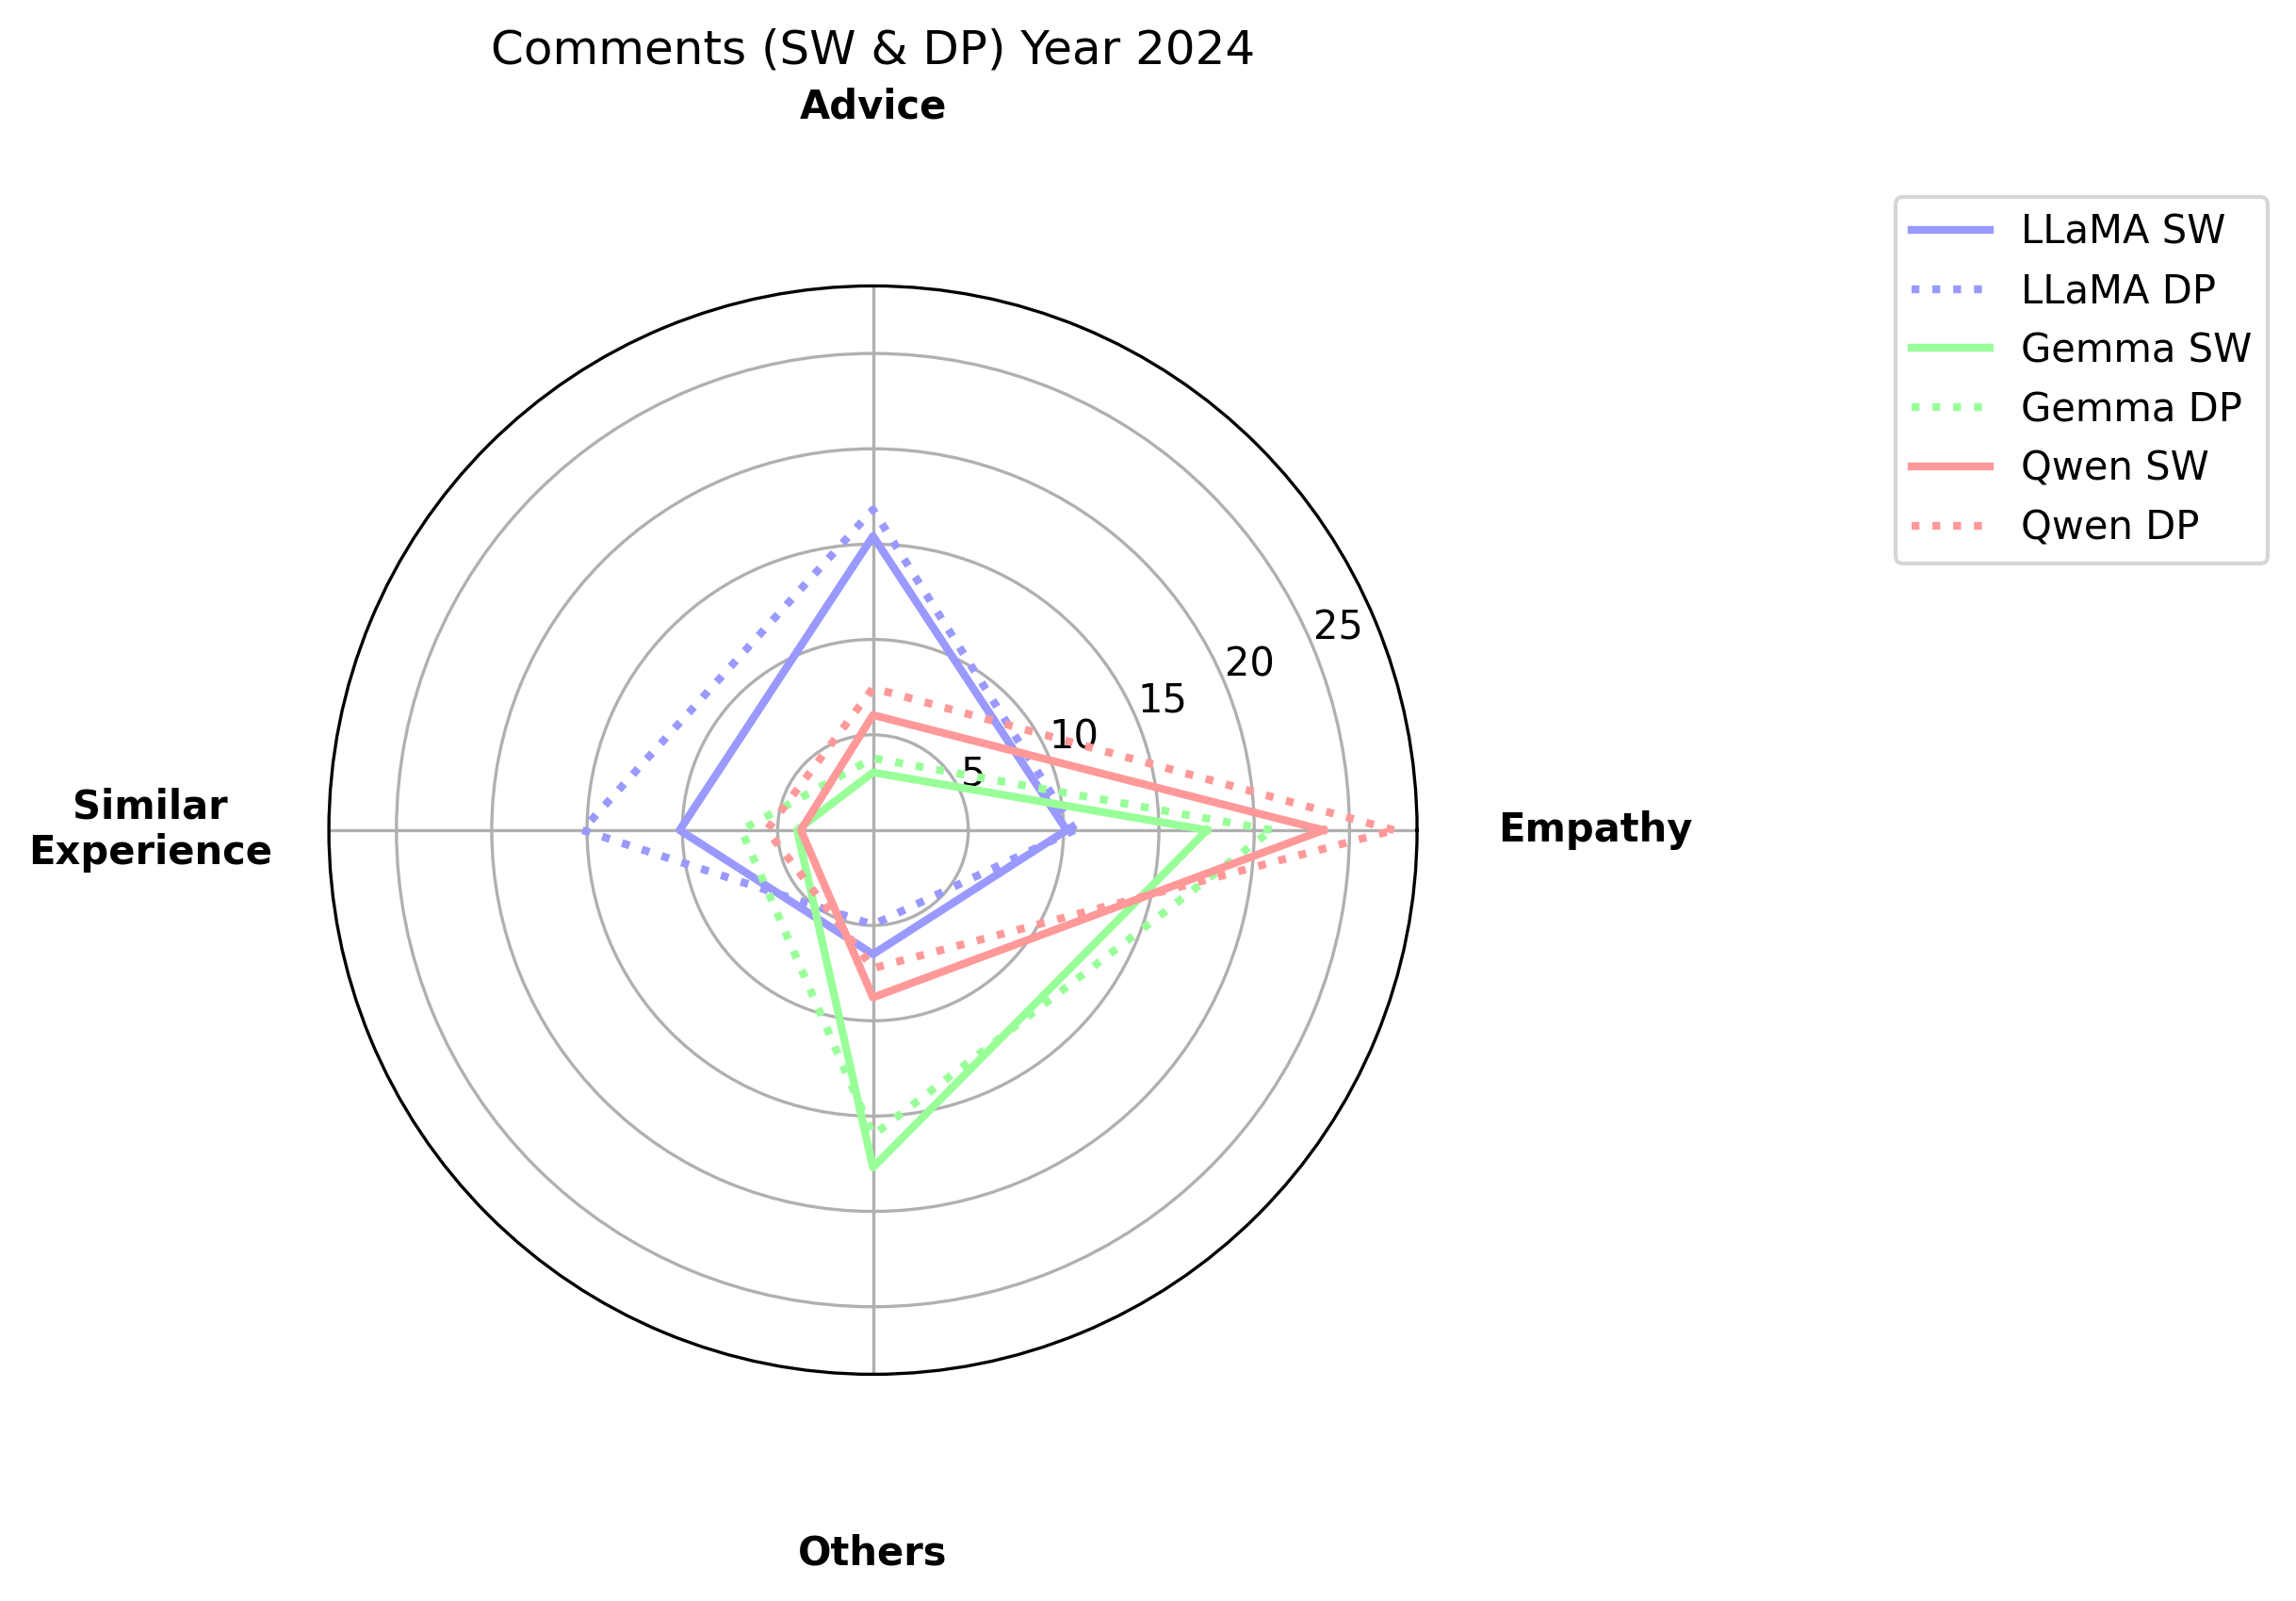 Comments (SW & DP) Year 2024
Advice
LLaMA SW
LLaMA DP
Gemma SW
Gemma DP
Qwen SW
Qwen DP
25
20
15
10
5
Similar
Experience
Empathy
Others